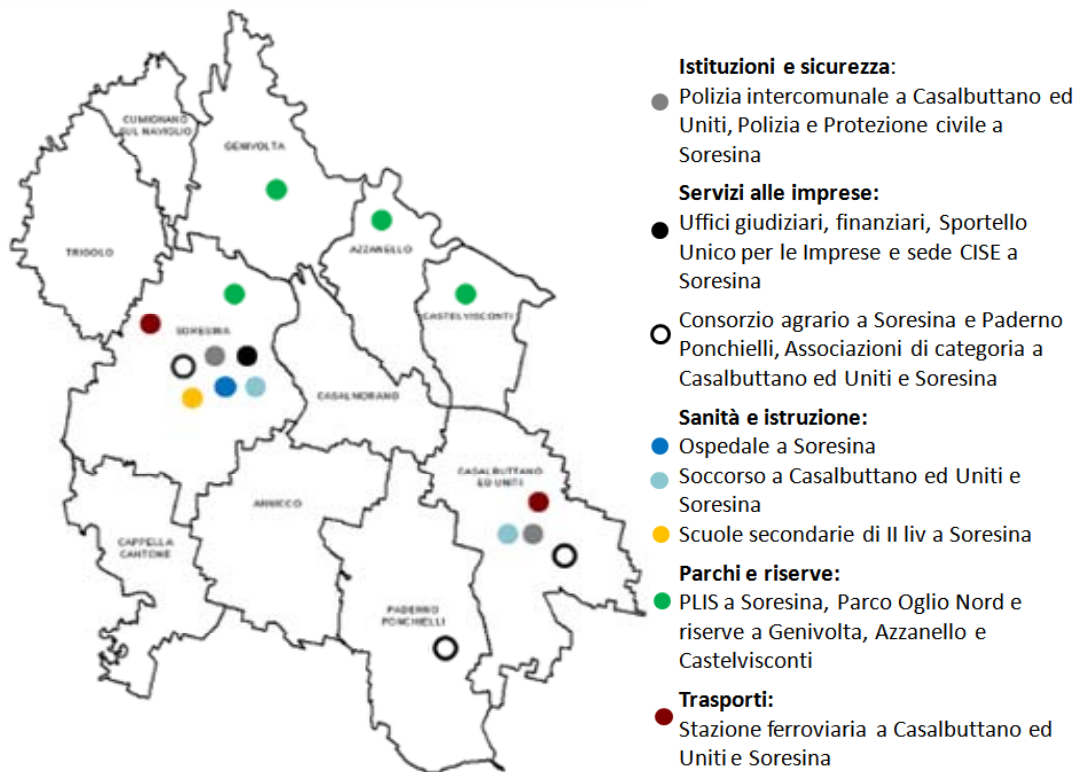 CUMIGNANO
SUL NAVIGLIO
GENIVOLTA
TRIGOLO
AZZANELLO
CASTELVISCONTI
SORESINA
CASALMORANO
CASALBUTTANO
ED UNITI
ANNICCO
CAPPELLA
CANTONE
PADERNO
PONCHIELLI
Istituzioni e sicurezza:
Polizia intercomunale a Casalbuttano ed
Uniti, Polizia e Protezione civile a
Soresina
Servizi alle imprese:
Uffici giudiziari, finanziari, Sportello
Unico per le Imprese e sede CISE a
Soresina
Consorzio agrario a Soresina e Paderno
Ponchielli, Associazioni di categoria a
Casalbuttano ed Uniti e Soresina
Sanità e istruzione:
Ospedale a Soresina
Soccorso a Casalbuttano ed Uniti e
Soresina
Scuole secondarie di II liv a Soresina
Parchi e riserve:
PLIS a Soresina, Parco Oglio Nord e
riserve a Genivolta, Azzanello e
Castelvisconti
Trasporti:
Stazione ferroviaria a Casalbuttano ed
Uniti e Soresina